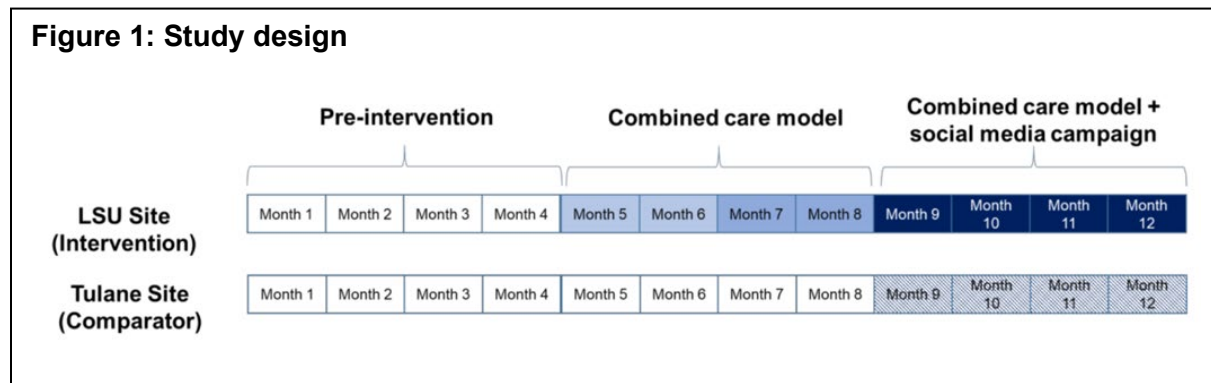 Figure 1: Study design
Pre-intervention
Combined care model
Combined care model +
social media campaign
LSU Site
(Intervention)
Month 1 Month 2 Month 3 Month 4 Month 5 Month 6 Month 7 Month 8 Month 9 Month 10 Month 11 Month 12
Tulane Site
(Comparator)
Month 1 Month 2 Month 3 Month 4 Month 5 Month 6 Month 7 Month 8 Month 9 Month 10 Month 11 Month 12